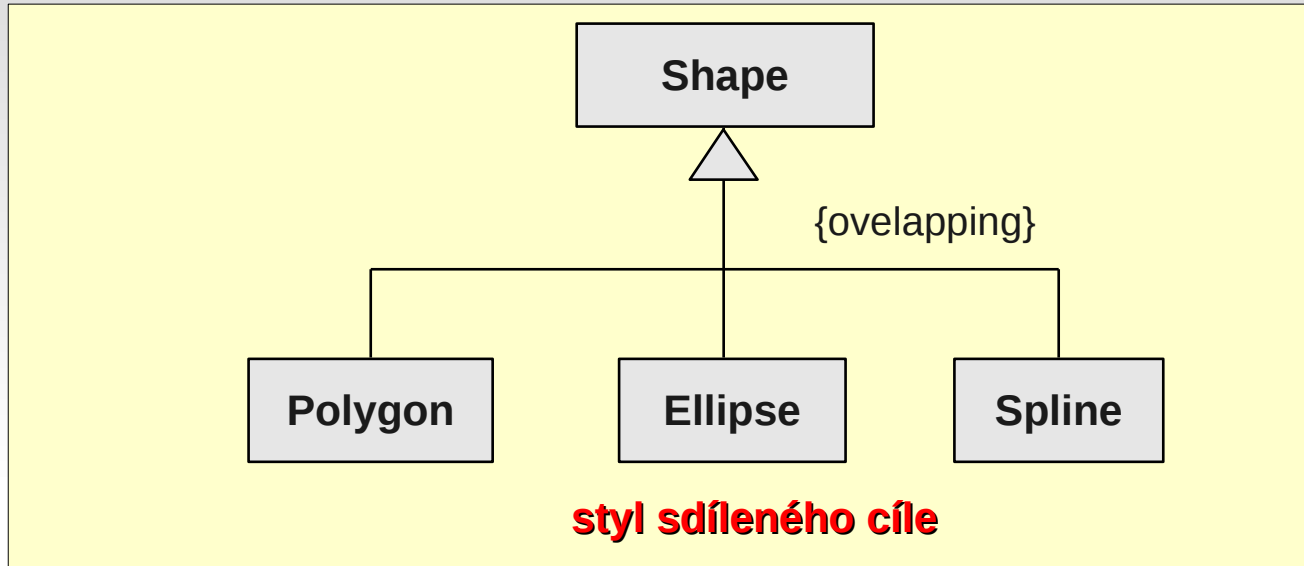 Shape
{ovelapping}
Polygon
Ellipse
Spline
styl sdíleného cíle